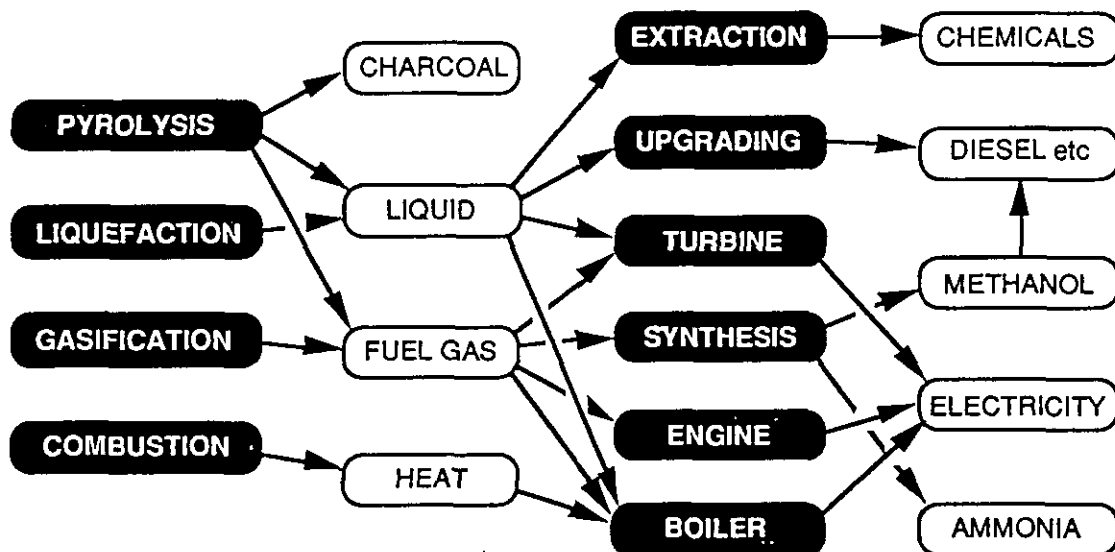 EXTRACTION
CHEMICALS
CHARCOAL
PYROLYSIS
UPGRADING
DIESEL etc
LIQUID
LIQUEFACTION
TURBINE
METHANOL
GASIFICATION
FUEL GAS
SYNTHESIS
ELECTRICITY
ENGINE
COMBUSTION
HEAT
BOILER
AMMONIA